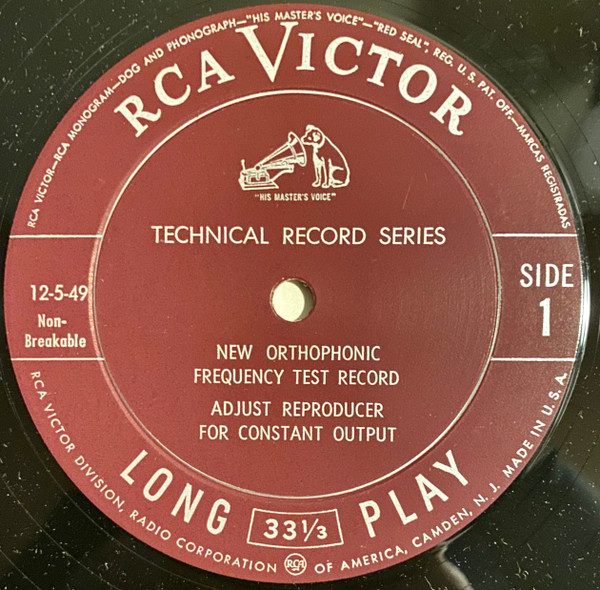 RCA VICTOR—RCA MONOGRAM—DOG AND PHONOGRAPH—"HIS MASTER'S VOICE"—"RED SEAL". REG. U. S. PAT. OFF.—MARCAS REGISTRADAS
RCA VICTOR
"HIS MASTER'S VOICE"
TECHNICAL RECORD SERIES
12-5-49
Non-
Breakable
SIDE
1
NEW ORTHOPHONIC
FREQUENCY TEST RECORD
ADJUST REPRODUCER
FOR CONSTANT OUTPUT
LONG 33⅓ PLAY
RCA VICTOR DIVISION, RADIO CORPORATION RCA OF AMERICA, CAMDEN, N. J. MADE IN U.S.A.